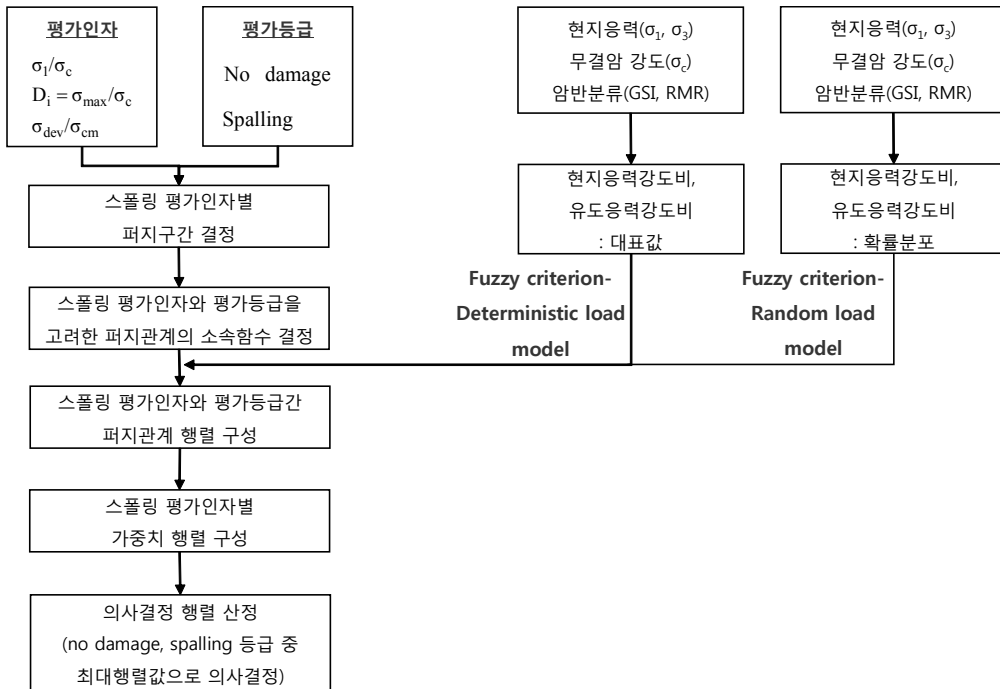 평가인자
σ1/σc
Di = σmax/σc
σdev/σcm
평가등급
No damage
Spalling
스폴링 평가인자별
퍼지구간 결정
스폴링 평가인자와 평가등급을
고려한 퍼지관계의 소속함수 결정
스폴링 평가인자와 평가등급간
퍼지관계 행렬 구성
스폴링 평가인자별
가중치 행렬 구성
의사결정 행렬 산정
(no damage, spalling 등급 중
최대행렬값으로 의사결정)
현지응력(σ1, σ3)
무결암 강도(σc)
암반분류(GSI, RMR)
현지응력강도비,
유도응력강도비
: 대표값
Fuzzy criterion-
Deterministic load
model
현지응력(σ1, σ3)
무결암 강도(σc)
암반분류(GSI, RMR)
현지응력강도비,
유도응력강도비
: 확률분포
Fuzzy criterion-
Random load
model